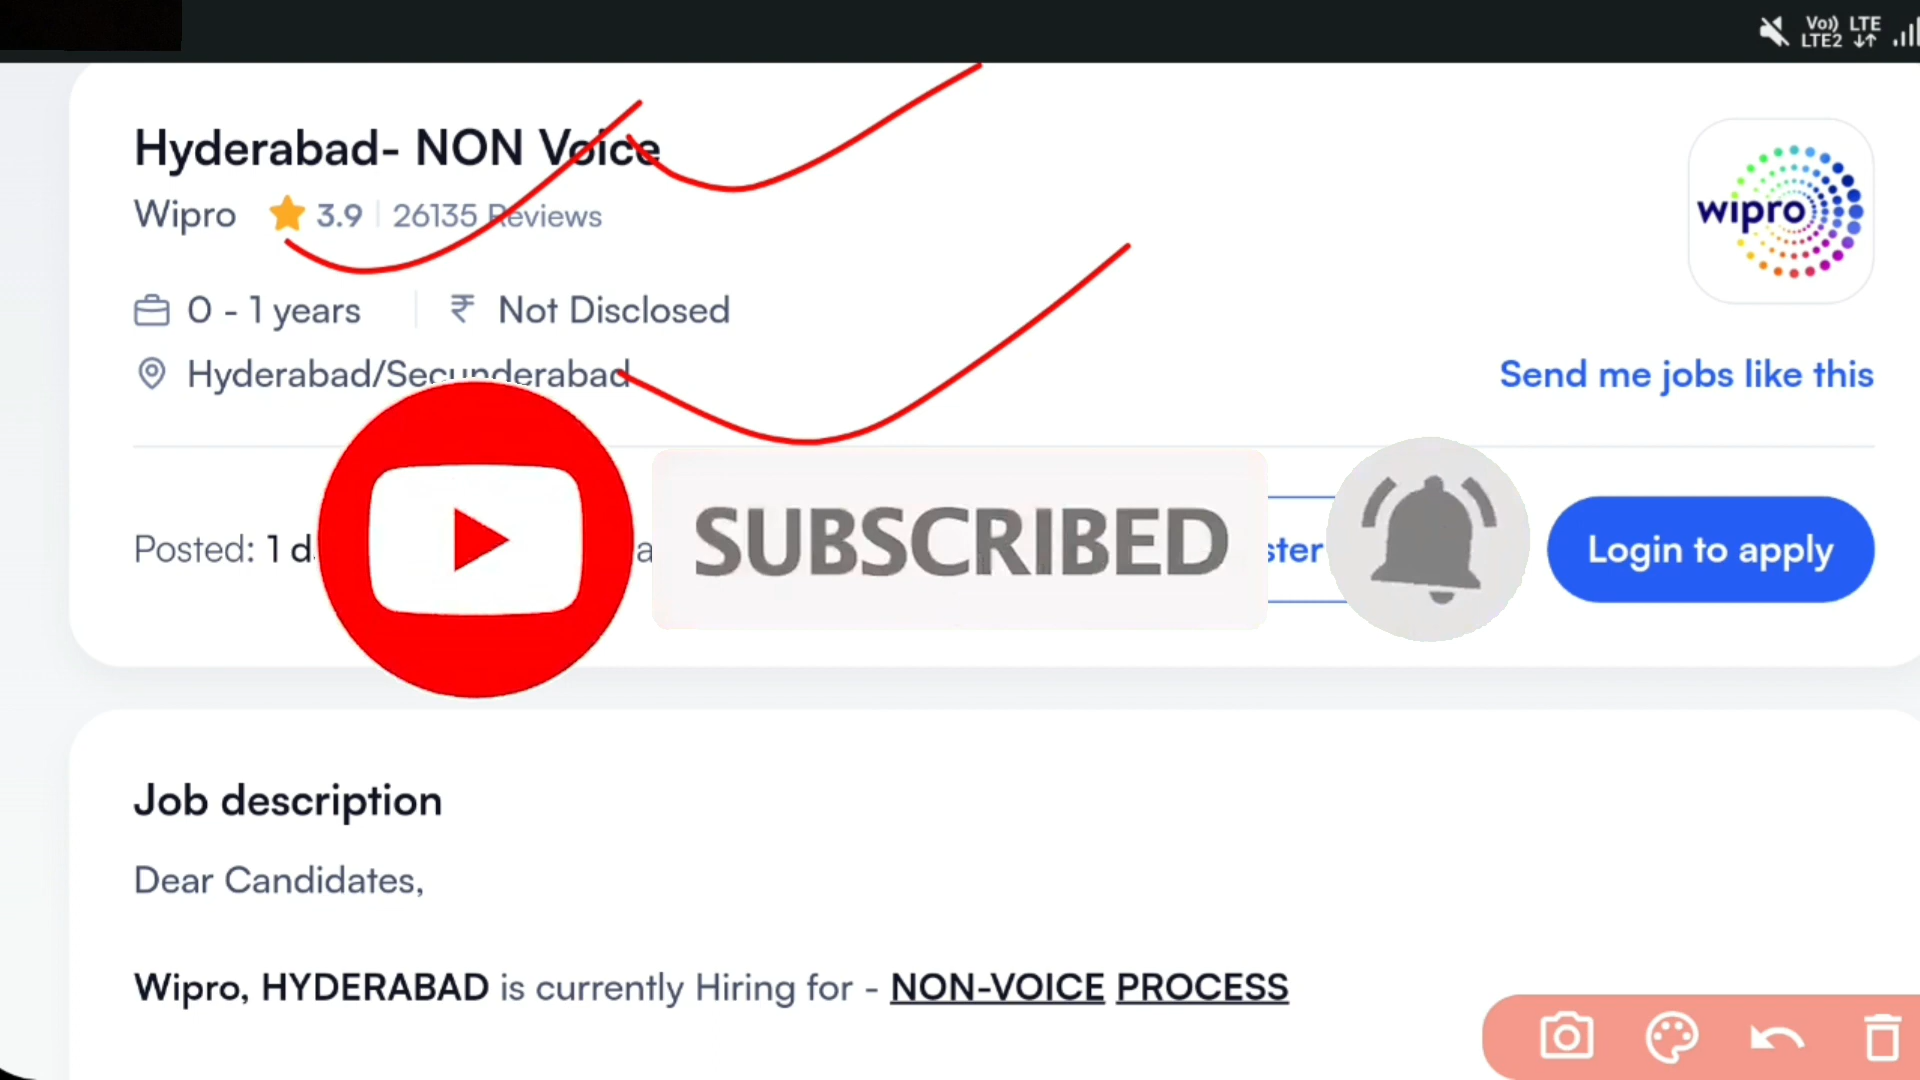 Vo)) LTE
LTE2
Hyderabad- NON Voice
Wipro 3.9 26135 Reviews
wipro
0 - 1 years ₹ Not Disclosed
Hyderabad/Secunderabad
Send me jobs like this
Posted: 1
SUBSCRIBED
Login to apply
Job description
Dear Candidates,
Wipro, HYDERABAD is currently Hiring for - NON-VOICE PROCESS